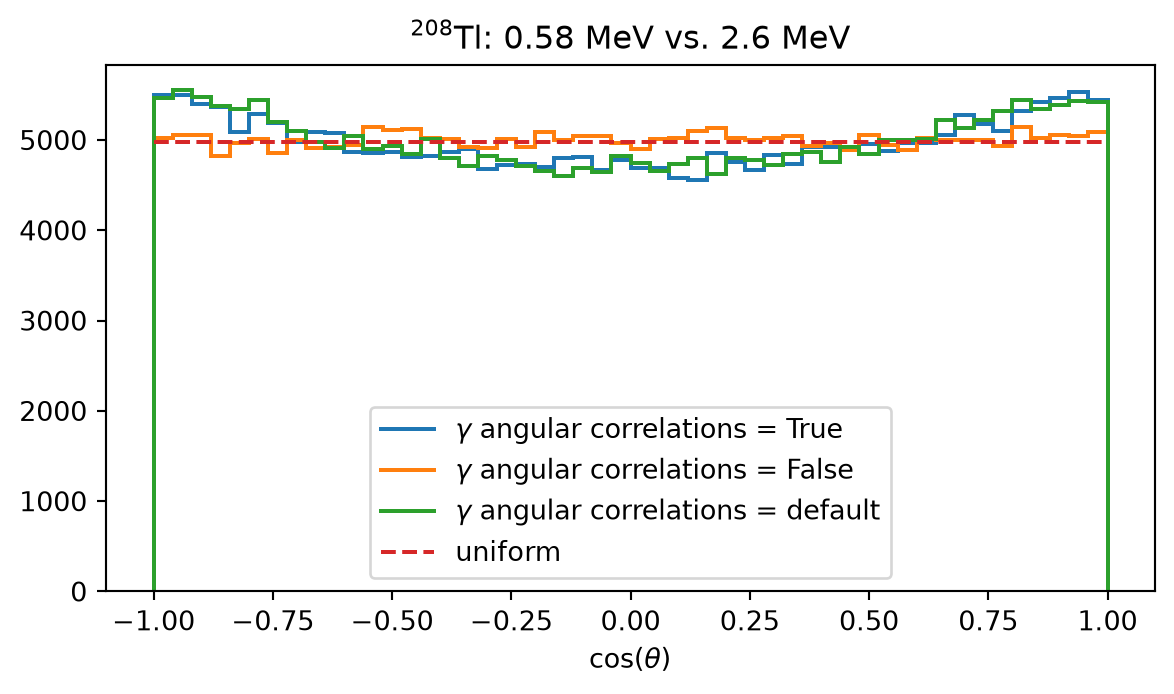 ²⁰⁸Tl: 0.58 MeV vs. 2.6 MeV
5000
4000
3000
2000
1000
0
γ angular correlations = True
γ angular correlations = False
γ angular correlations = default
uniform
−1.00 −0.75 −0.50 −0.25 0.00 0.25 0.50 0.75 1.00
cos(θ)